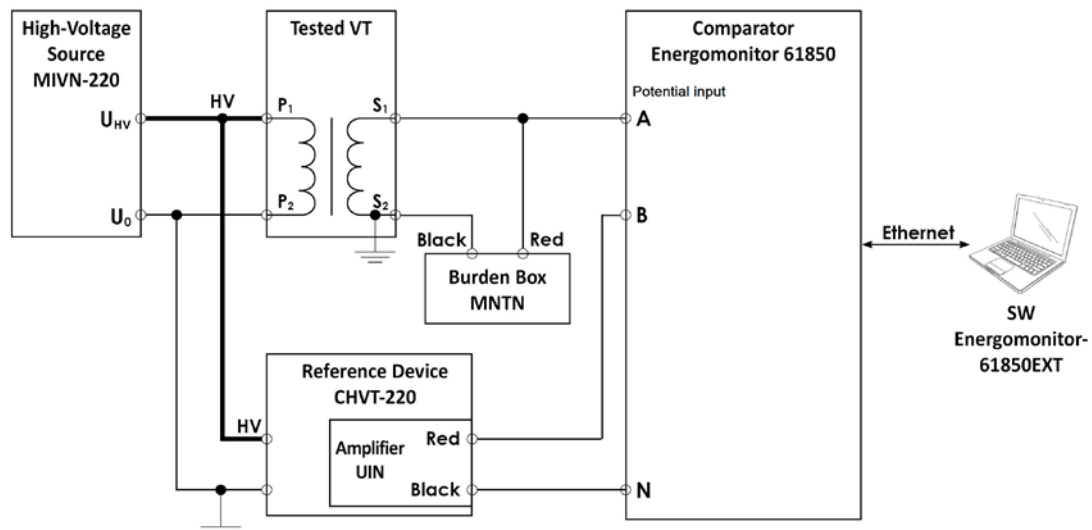 High-Voltage
Source
MIVN-220
U_HV
U_0
HV
Tested VT
P_1
P_2
S_1
S_2
Black
Red
Burden Box
MNTN
Reference Device
CHVT-220
HV
Amplifier
UIN
Red
Black
Comparator
Energomonitor 61850
Potential input
A
B
N
Ethernet
SW
Energomonitor-
61850EXT